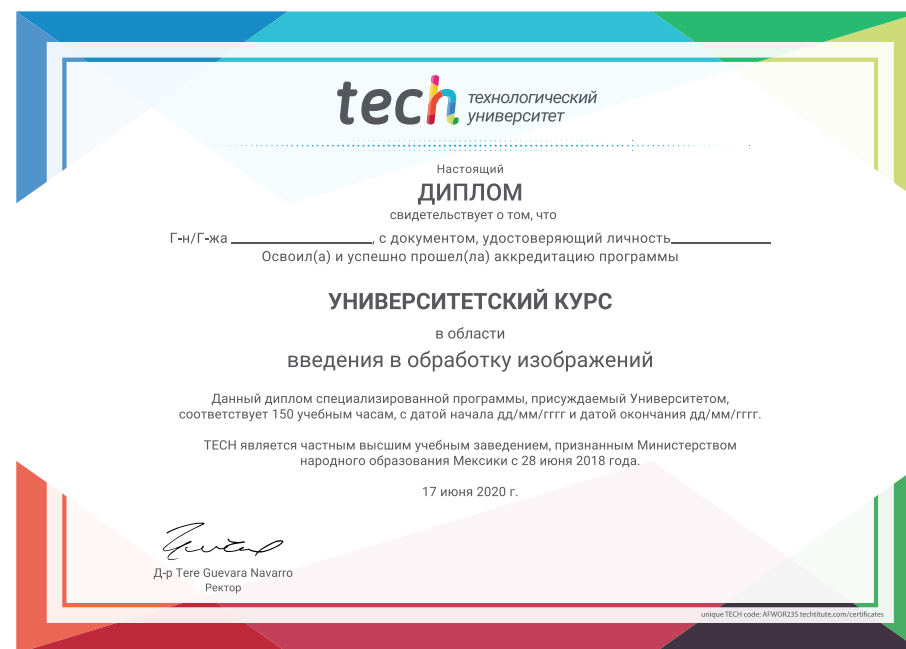 tech технологический
университет
Настоящий
ДИПЛОМ
свидетельствует о том, что
Г-н/Г-жа ____________, с документом, удостоверяющий личность____________
Освоил(а) и успешно прошел(ла) аккредитацию программы
УНИВЕРСИТЕТСКИЙ КУРС
в области
введения в обработку изображений
Данный диплом специализированной программы, присуждаемый Университетом,
соответствует 150 учебным часам, с датой начала дд/мм/гггг и датой окончания дд/мм/гггг.
TECH является частным высшим учебным заведением, признанным Министерством
народного образования Мексики с 28 июня 2018 года.
17 июня 2020 г.
Д-р Tere Guevara Navarro
Ректор
unique TECH code: AFWOR23S techtitute.com/certificates